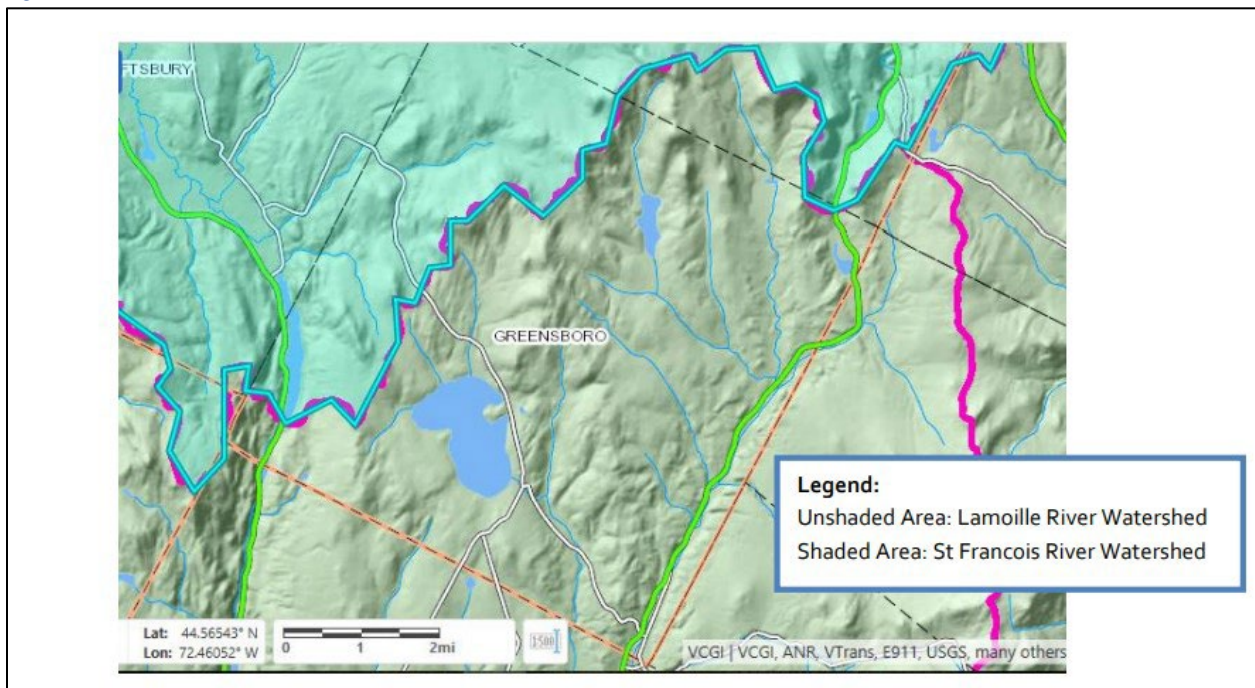 FTSBURY
GREENSBORO
Legend:
Unshaded Area: Lamoille River Watershed
Shaded Area: St Francois River Watershed
Lat: 44.56543° N
Lon: 72.46052° W
0 1 2mi
1500
VCGI | VCGI, ANR, VTrans, E911, USGS, many others